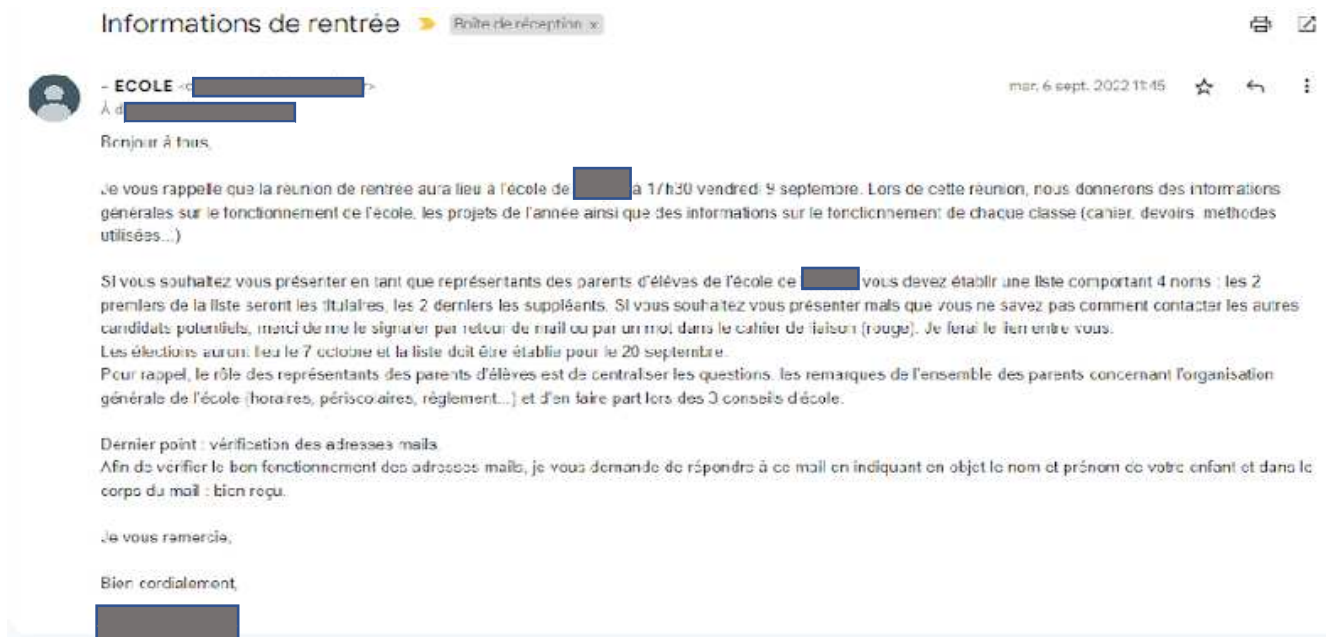 Informations de rentrée Boîte de réception x
- ECOLE <
mar. 6 sept. 2022 11:45
À
Bonjour à tous,
Je vous rappelle que la réunion de rentrée aura lieu à l'école de à 17h30 vendredi 9 septembre. Lors de cette réunion, nous donnerons des informations
générales sur le fonctionnement de l'école, les projets de l'année ainsi que des informations sur le fonctionnement de chaque classe (cahier, devoirs, méthodes
utilisées...)
Si vous souhaitez vous présenter en tant que représentants des parents d'élèves de l'école de vous devez établir une liste comportant 4 noms : les 2
premiers de la liste seront les titulaires, les 2 derniers les suppléants. Si vous souhaitez vous présenter mais que vous ne savez pas comment contacter les autres
candidats potentiels, merci de me le signaler par retour de mail ou par un mot dans le cahier de liaison (rouge). Je ferai le lien entre vous.
Les élections auront lieu le 7 octobre et la liste doit être établie pour le 20 septembre.
Pour rappel, le rôle des représentants des parents d'élèves est de centraliser les questions, les remarques de l'ensemble des parents concernant l'organisation
générale de l'école (horaires, périscolaires, règlement...) et d'en faire part lors des 3 conseils d'école.
Dernier point : vérification des adresses mails.
Afin de vérifier le bon fonctionnement des adresses mails, je vous demande de répondre à ce mail en indiquant en objet le nom et prénom de votre enfant et dans le
corps du mail : bien reçu.
Je vous remercie,
Bien cordialement,